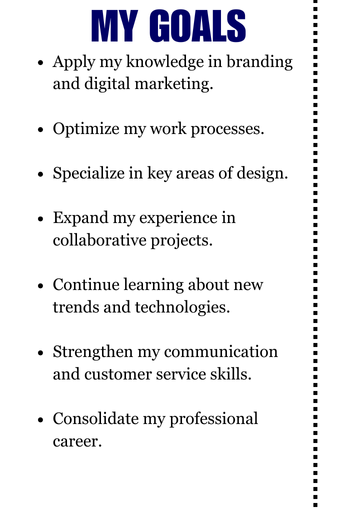 MY GOALS
• Apply my knowledge in branding
and digital marketing.
• Optimize my work processes.
• Specialize in key areas of design.
• Expand my experience in
collaborative projects.
• Continue learning about new
trends and technologies.
• Strengthen my communication
and customer service skills.
• Consolidate my professional
career.